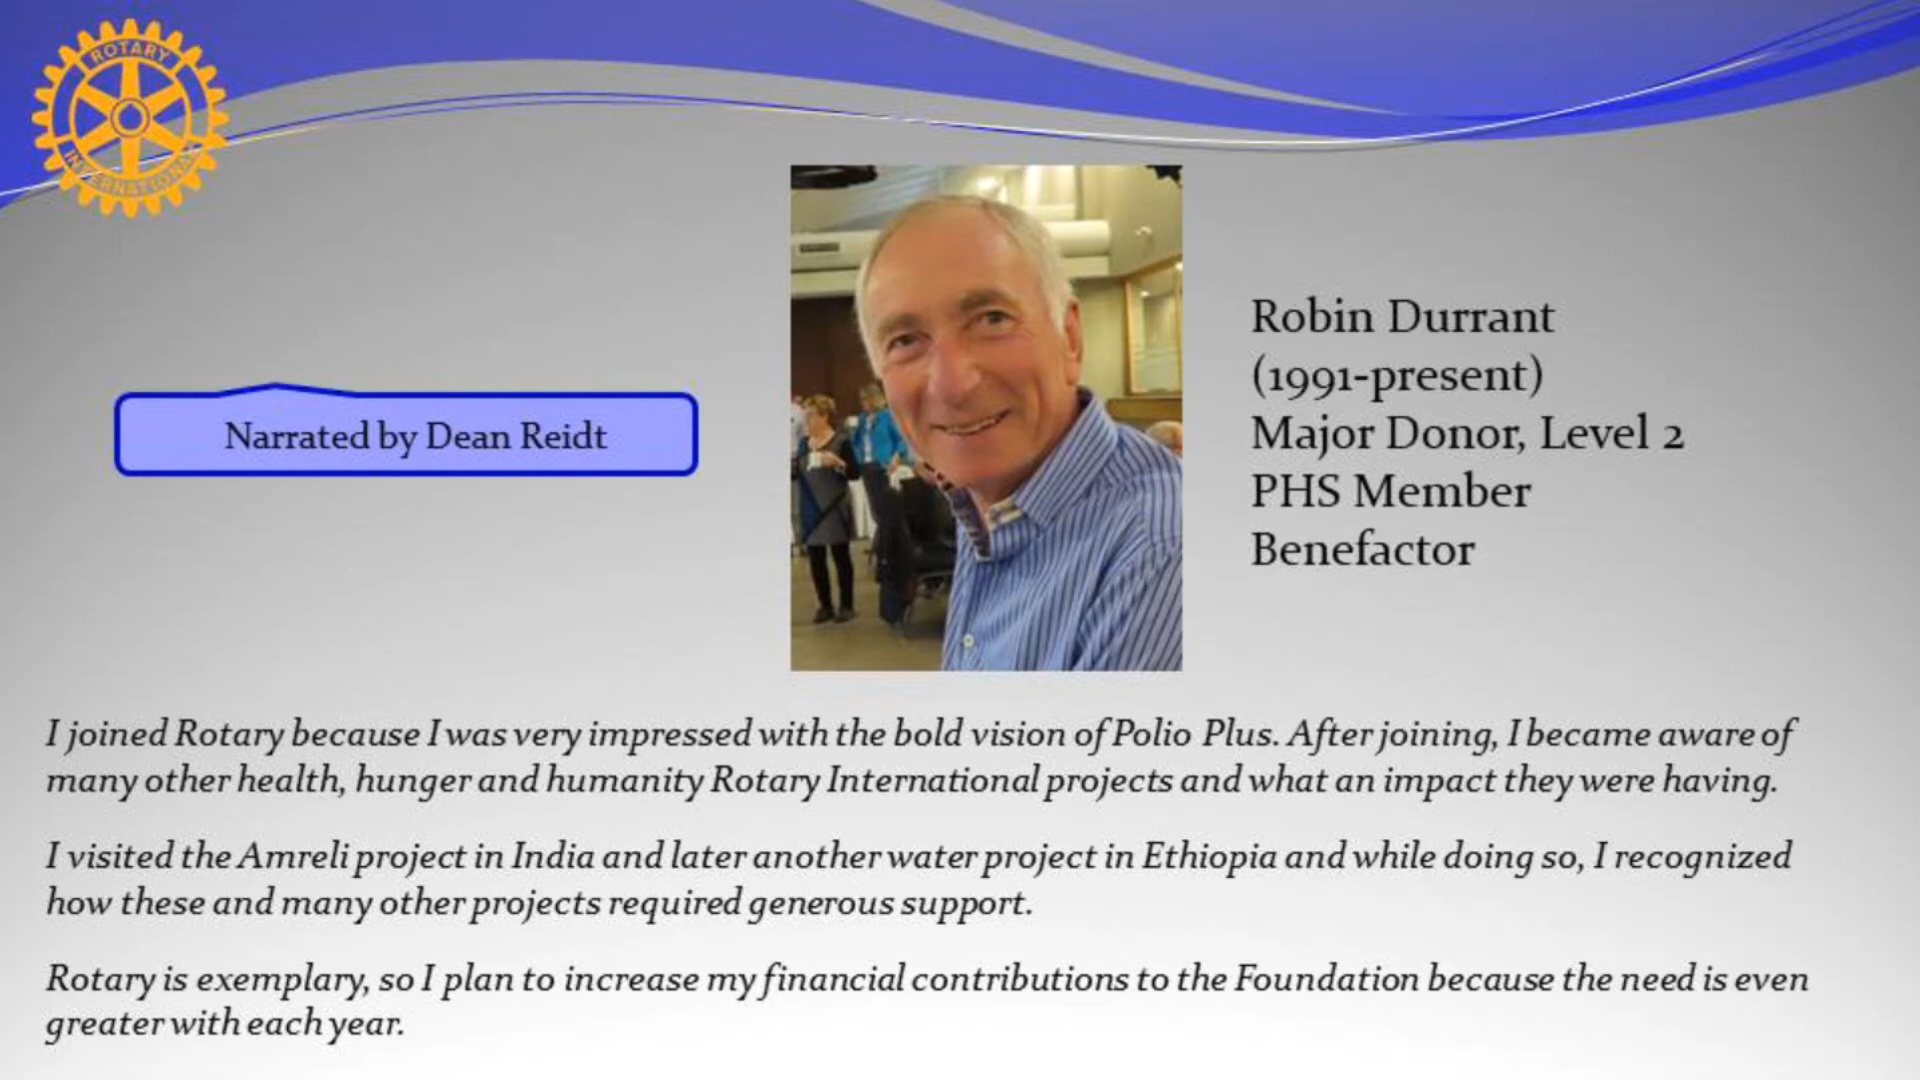 ROTARY
INTERNATIONAL
Narrated by Dean Reidt
Robin Durrant
(1991-present)
Major Donor, Level 2
PHS Member
Benefactor
I joined Rotary because I was very impressed with the bold vision of Polio Plus. After joining, I became aware of
many other health, hunger and humanity Rotary International projects and what an impact they were having.
I visited the Amreli project in India and later another water project in Ethiopia and while doing so, I recognized
how these and many other projects required generous support.
Rotary is exemplary, so I plan to increase my financial contributions to the Foundation because the need is even
greater with each year.